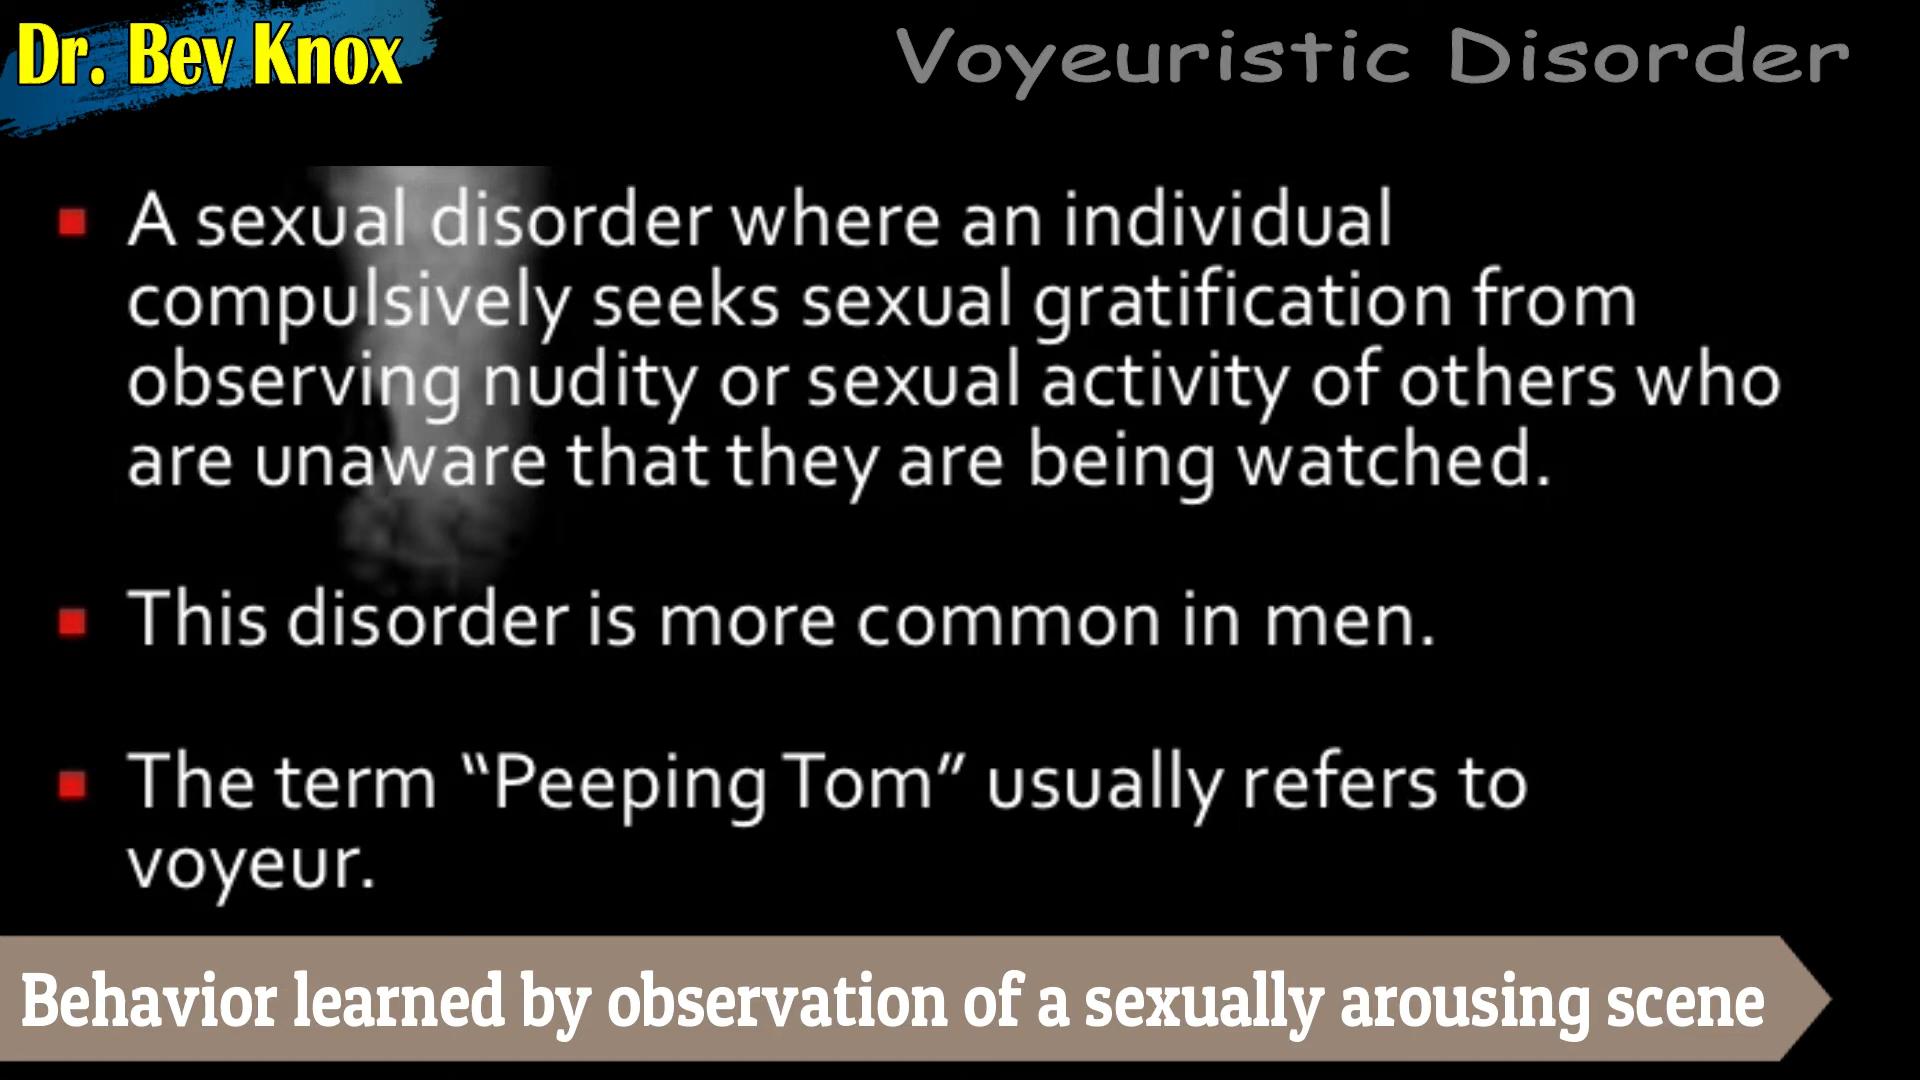 Dr. Bev Knox
Voyeuristic Disorder
A sexual disorder where an individual
compulsively seeks sexual gratification from
observing nudity or sexual activity of others who
are unaware that they are being watched.
This disorder is more common in men.
The term “Peeping Tom” usually refers to
voyeur.
Behavior learned by observation of a sexually arousing scene